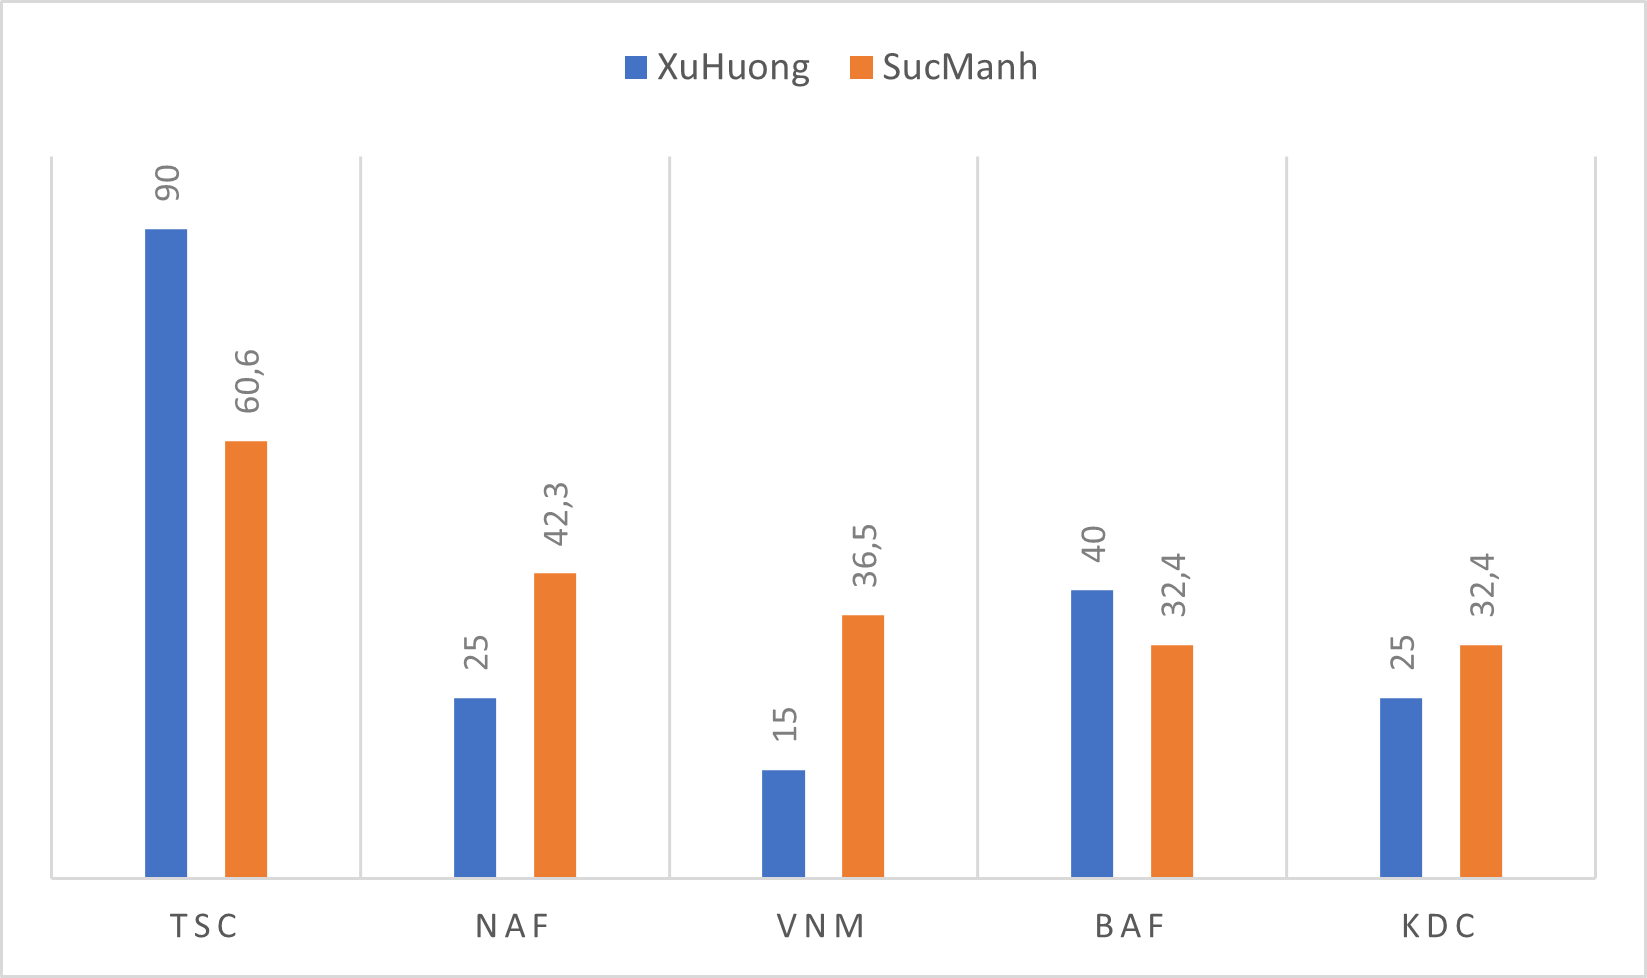 XuHuong SucManh
90 60,6 25 42,3 15 36,5 40 32,4 25 32,4
TSC NAF VNM BAF KDC